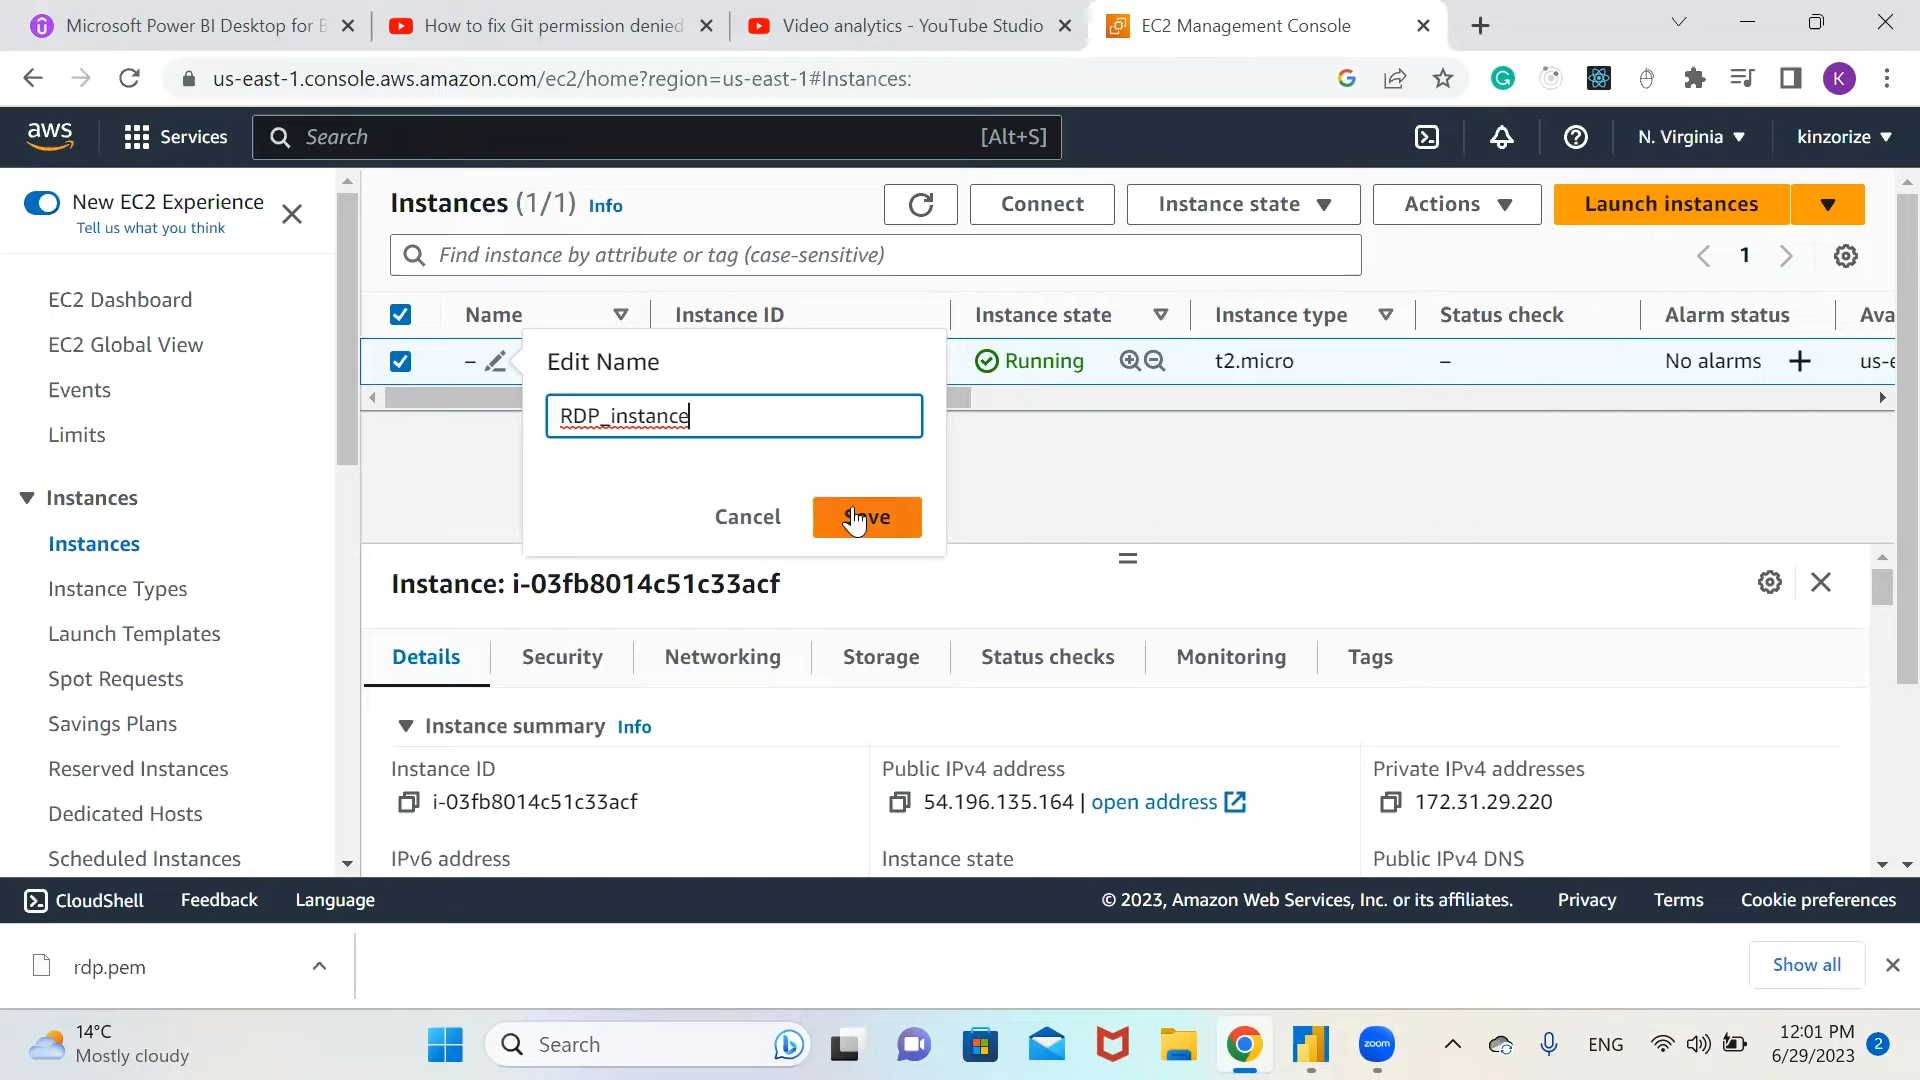 Microsoft Power BI Desktop for B
How to fix Git permission denied
Video analytics - YouTube Studio
EC2 Management Console
us-east-1.console.aws.amazon.com/ec2/home?region=us-east-1#Instances:
K
aws
Services
Search
[Alt+S]
N. Virginia
kinzorize
New EC2 Experience
Tell us what you think
EC2 Dashboard
EC2 Global View
Events
Limits
Instances
Instances
Instance Types
Launch Templates
Spot Requests
Savings Plans
Reserved Instances
Dedicated Hosts
Scheduled Instances
Instances (1/1) Info
Connect
Instance state
Actions
Launch instances
Find instance by attribute or tag (case-sensitive)
1
Name
Instance ID
Instance state
Instance type
Status check
Alarm status
Ava
–
Running
t2.micro
–
No alarms +
us-e
Edit Name
RDP_instance
Cancel
Save
Instance: i-03fb8014c51c33acf
Details
Security
Networking
Storage
Status checks
Monitoring
Tags
Instance summary Info
Instance ID
i-03fb8014c51c33acf
Public IPv4 address
54.196.135.164 | open address
Private IPv4 addresses
172.31.29.220
IPv6 address
Instance state
Public IPv4 DNS
CloudShell
Feedback
Language
© 2023, Amazon Web Services, Inc. or its affiliates.
Privacy
Terms
Cookie preferences
rdp.pem
Show all
14°C
Mostly cloudy
Search
zoom
ENG
12:01 PM
6/29/2023
2